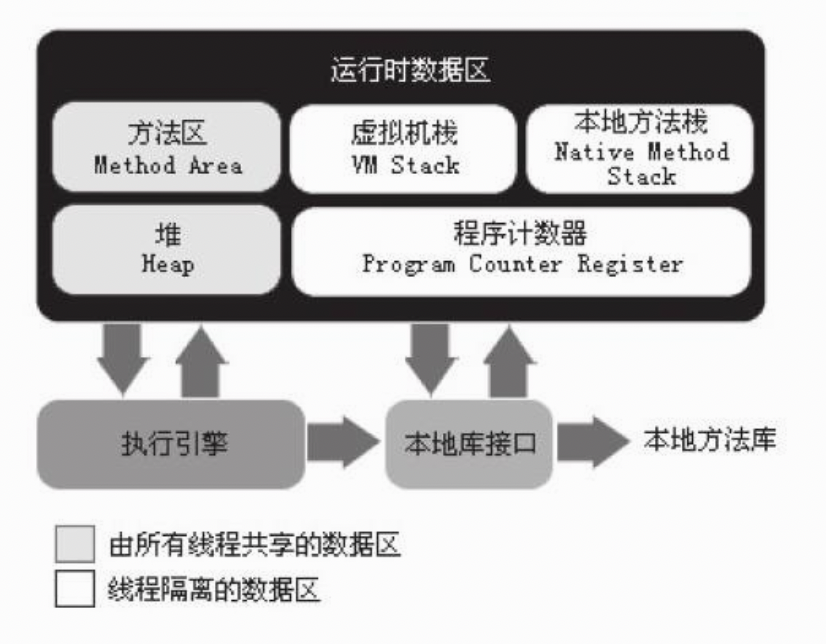 运行时数据区
方法区
Method Area
虚拟机栈
VM Stack
本地方法栈
Native Method
Stack
堆
Heap
程序计数器
Program Counter Register
执行引擎
本地库接口
本地方法库
由所有线程共享的数据区
线程隔离的数据区